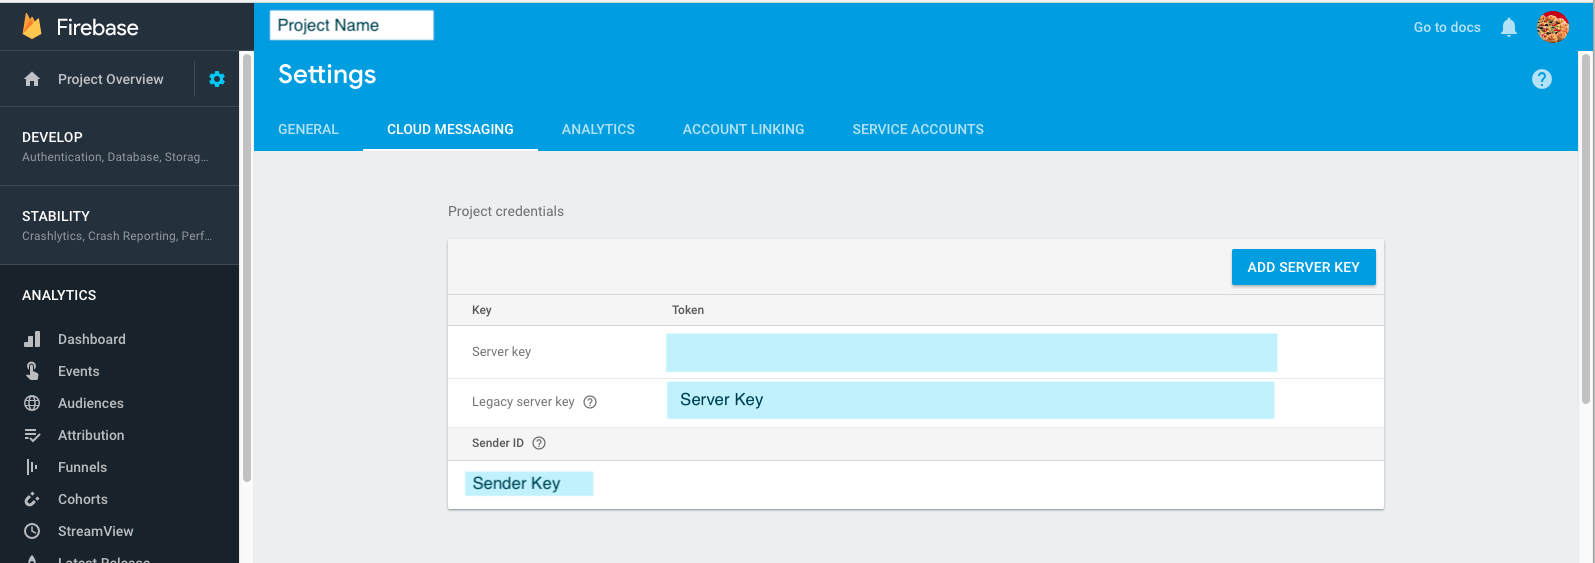 Firebase
Project Name
Go to docs
Project Overview
Settings
?
GENERAL CLOUD MESSAGING ANALYTICS ACCOUNT LINKING SERVICE ACCOUNTS
DEVELOP
Authentication, Database, Storag...
STABILITY
Crashlytics, Crash Reporting, Perf...
ANALYTICS
Dashboard
Events
Audiences
Attribution
Funnels
Cohorts
StreamView
Latest Release
Project credentials
ADD SERVER KEY
Key Token
Server key
Legacy server key ? Server Key
Sender ID ?
Sender Key